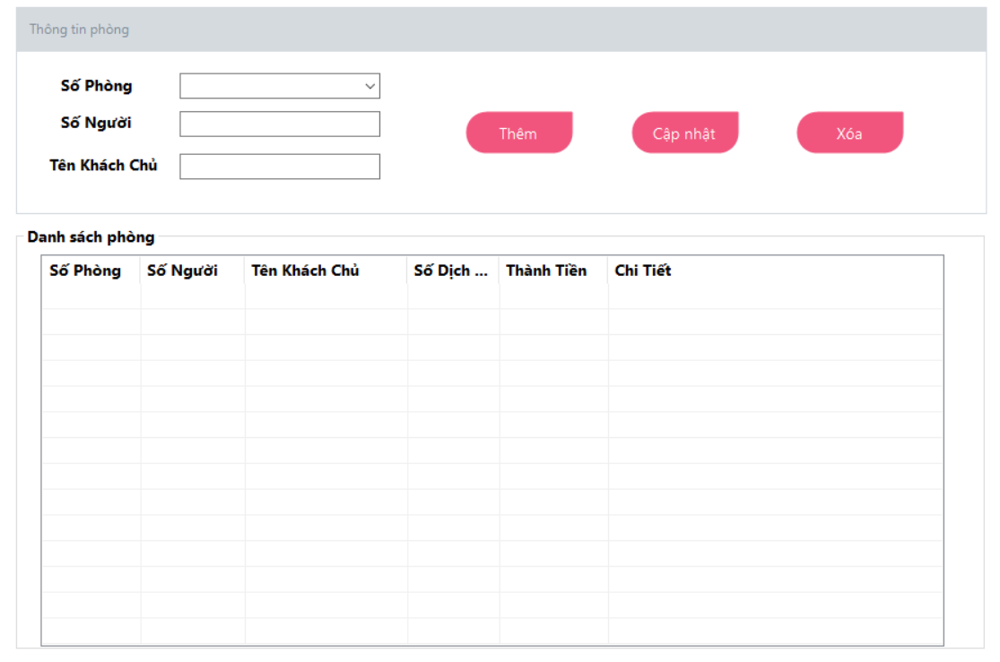 Thông tin phòng
Số Phòng
Số Người
Tên Khách Chủ
Thêm Cập nhật Xóa
Danh sách phòng
Số Phòng Số Người Tên Khách Chủ Số Dịch ... Thành Tiền Chi Tiết